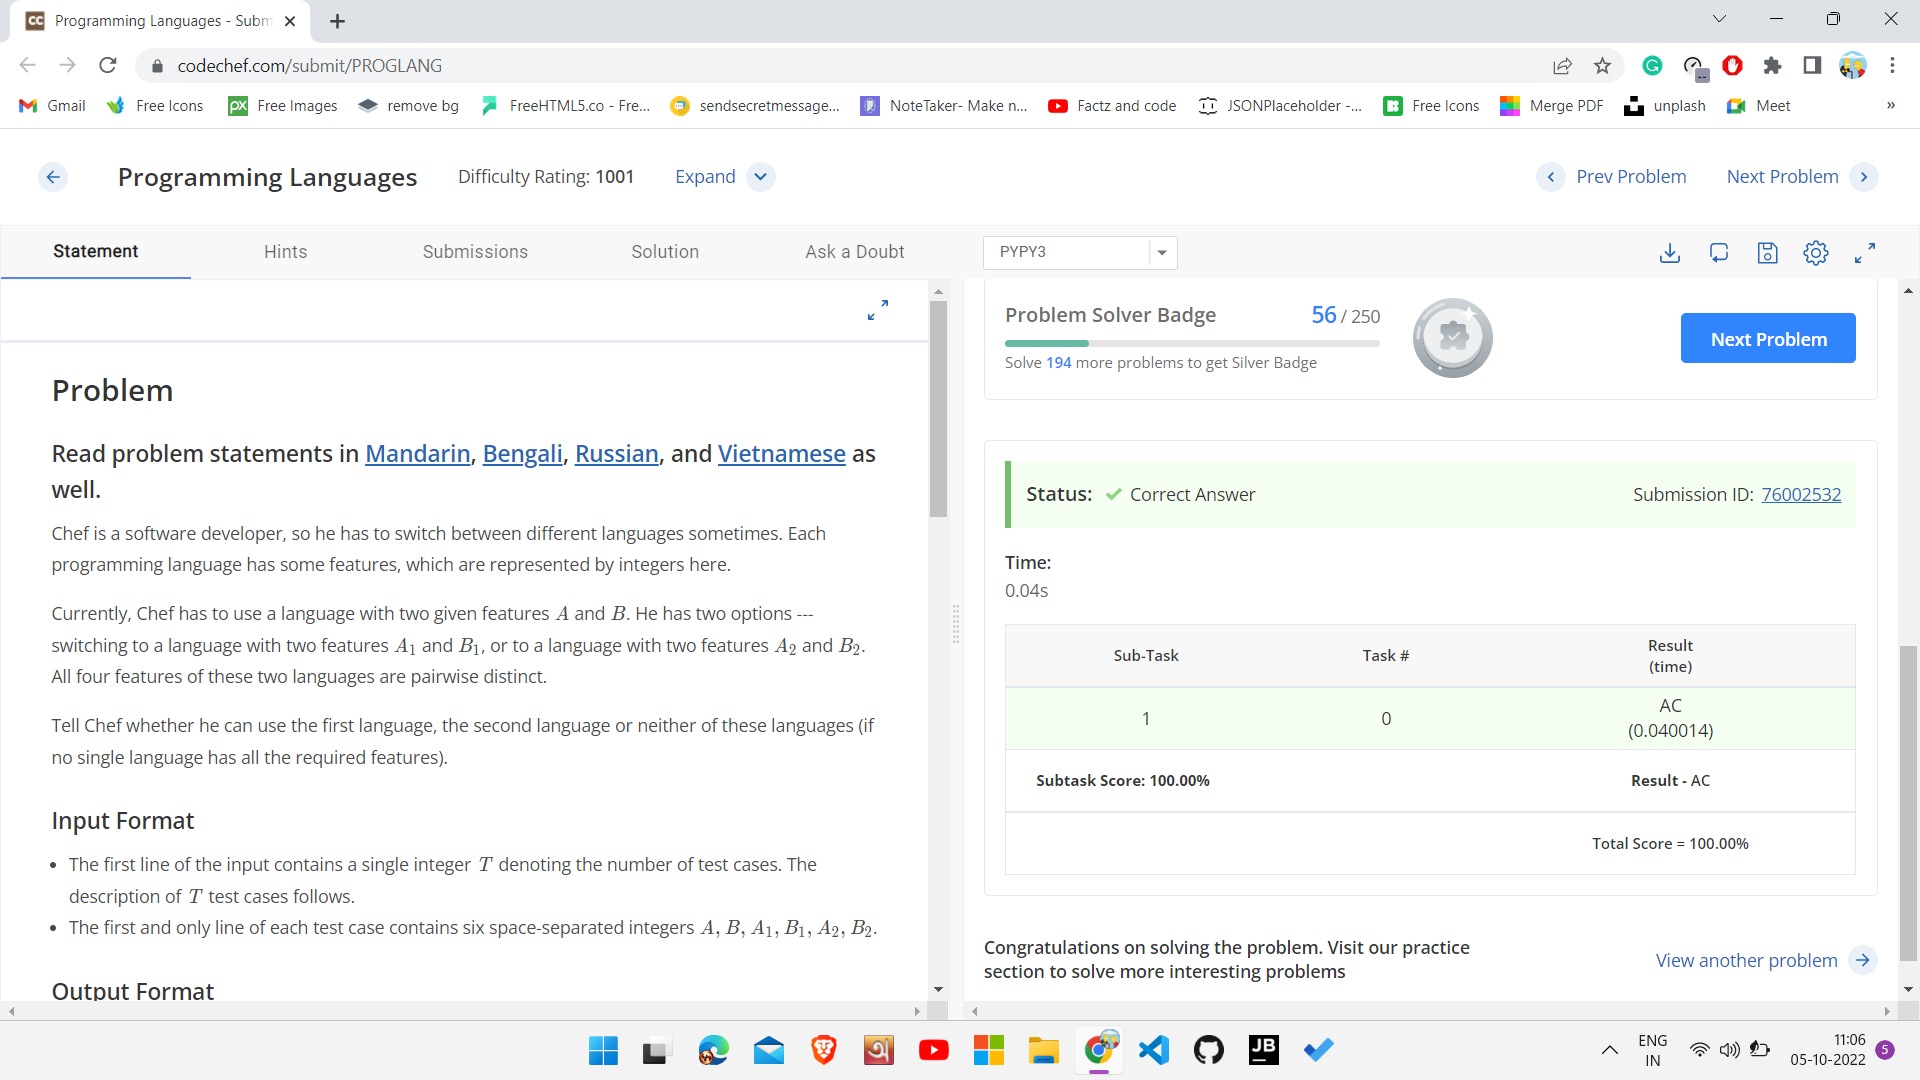 Programming Languages - Subm
codechef.com/submit/PROGLANG
Gmail
Free Icons
Free Images
remove bg
FreeHTML5.co - Fre...
sendsecretmessage...
NoteTaker- Make n...
Factz and code
JSONPlaceholder -...
Free Icons
Merge PDF
unplash
Meet
»
Programming Languages
Difficulty Rating: 1001
Expand
Prev Problem
Next Problem
Statement
Hints
Submissions
Solution
Ask a Doubt
PYPY3
Problem
Read problem statements in Mandarin, Bengali, Russian, and Vietnamese as
well.
Chef is a software developer, so he has to switch between different languages sometimes. Each
programming language has some features, which are represented by integers here.
Currently, Chef has to use a language with two given features A and B. He has two options ---
switching to a language with two features A₁ and B₁, or to a language with two features A₂ and B₂.
All four features of these two languages are pairwise distinct.
Tell Chef whether he can use the first language, the second language or neither of these languages (if
no single language has all the required features).
Input Format
• The first line of the input contains a single integer T denoting the number of test cases. The
description of T test cases follows.
• The first and only line of each test case contains six space-separated integers A, B, A₁, B₁, A₂, B₂.
Output Format
Problem Solver Badge
56 / 250
Solve 194 more problems to get Silver Badge
Next Problem
Status: Correct Answer
Submission ID: 76002532
Time:
0.04s
Sub-Task
Task #
Result
(time)
1
0
AC
(0.040014)
Subtask Score: 100.00%
Result - AC
Total Score = 100.00%
Congratulations on solving the problem. Visit our practice
section to solve more interesting problems
View another problem
JB
ENG
IN
11:06
05-10-2022
5